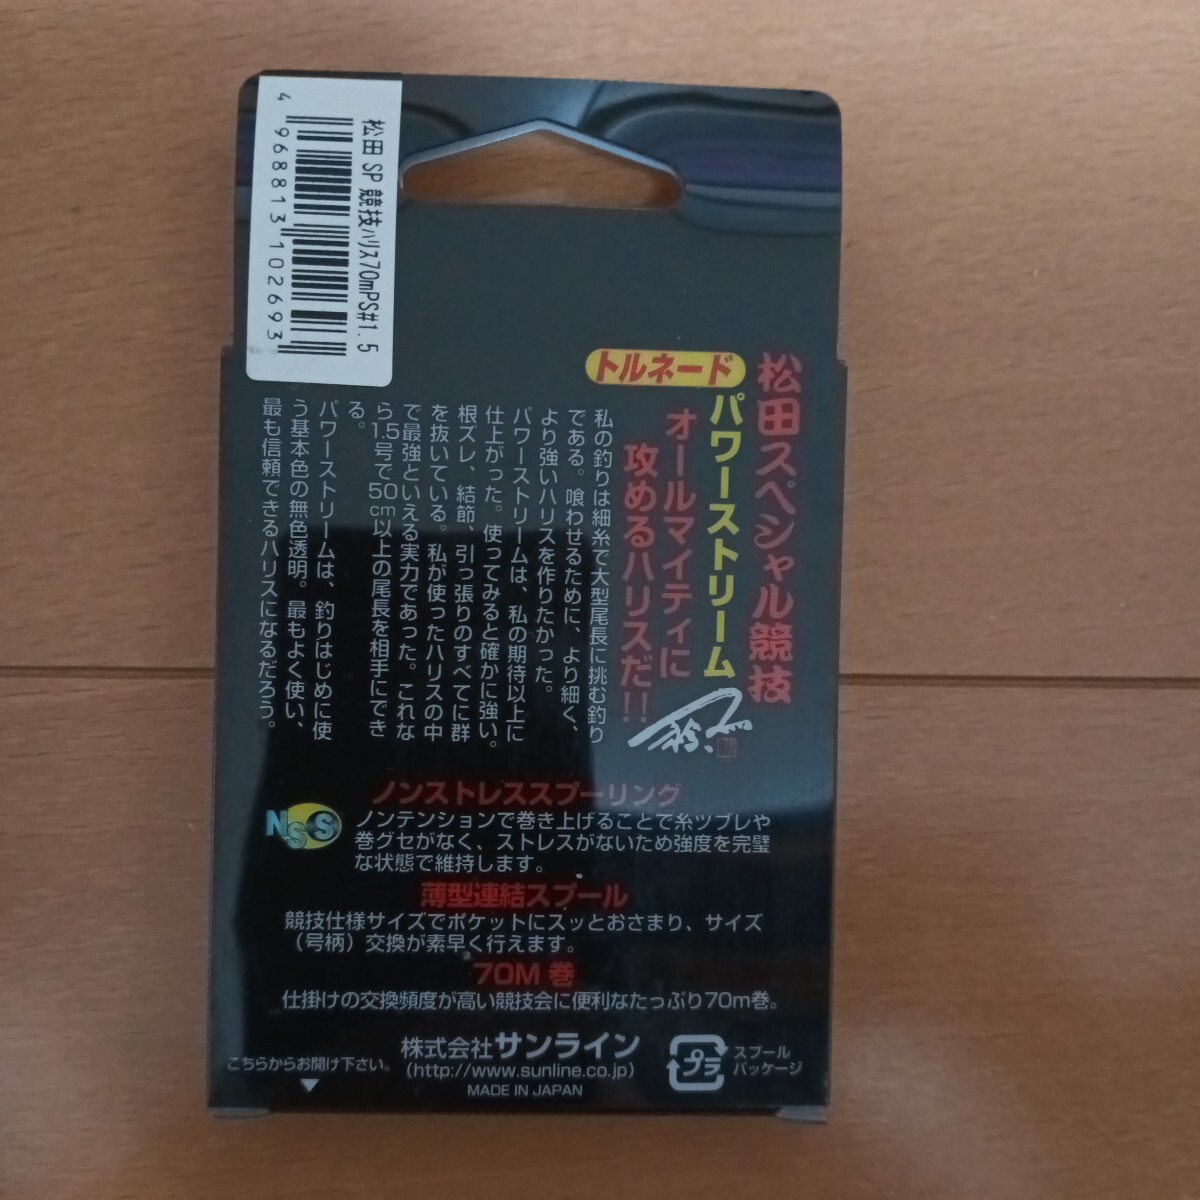 松田 SP 競技ハリス70mPS#1.5
4 968813 102693
松田スペシャル競技
トルネード
パワーストリーム
オールマイティに
攻めるハリスだ!!
私の釣りは細糸で大型尾長に挑む釣り
である。喰わせるために、より細く、
より強いハリスを作りたかった。
パワーストリームは、私の期待以上に
仕上がった。使ってみると確かに強い。
根ズレ、結節、引っ張りのすべてに群
を抜いている。私が使ったハリスの中
で最強といえる実力であった。これな
ら1.5号で50cm以上の尾長を相手にでき
る。
パワーストリームは、釣りはじめに使
う基本色の無色透明。最もよく使い、
最も信頼できるハリスになるだろう。
NSS
ノンストレススプーリング
ノンテンションで巻き上げることで糸ツブレや
巻グセがなく、ストレスがないため強度を完璧
な状態で維持します。
薄型連結スプール
競技仕様サイズでポケットにスッとおさまり、サイズ
(号柄)交換が素早く行えます。
70M 巻
仕掛けの交換頻度が高い競技会に便利なたっぷり70m巻。
こちらからお開け下さい。
株式会社サンライン
(http://www.sunline.co.jp)
MADE IN JAPAN
プラ
スプール
パッケージ